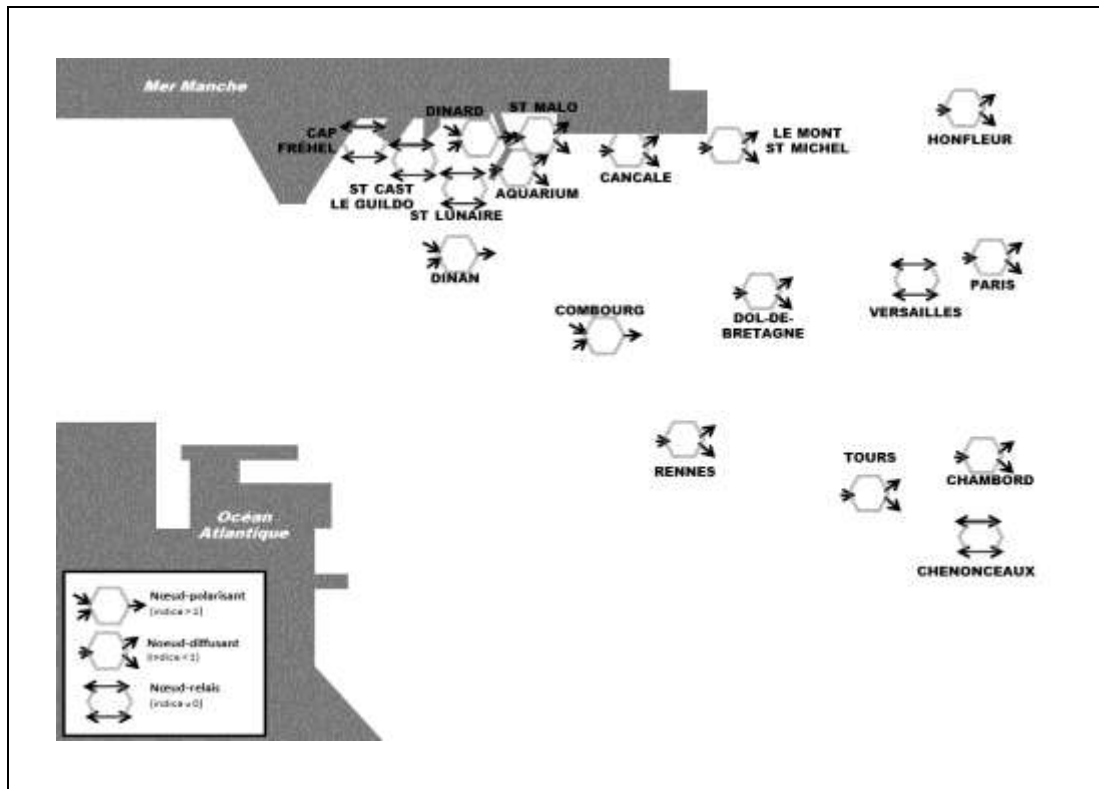 Mer Manche
DINARD
ST MALO
CAP
FRÉHEL
LE MONT
ST MICHEL
HONFLEUR
CANCALE
ST CAST
LE GUILDO
AQUARIUM
ST LUNAIRE
DINAN
PARIS
VERSAILLES
COMBOURG
DOL-DE-
BRETAGNE
RENNES
TOURS
CHAMBORD
CHENONCEAUX
Océan
Atlantique
Nœud-polarisant
(indice > 1)
Noeud-diffusant
(indice < 1)
Nœud-relais
(indice = 0)